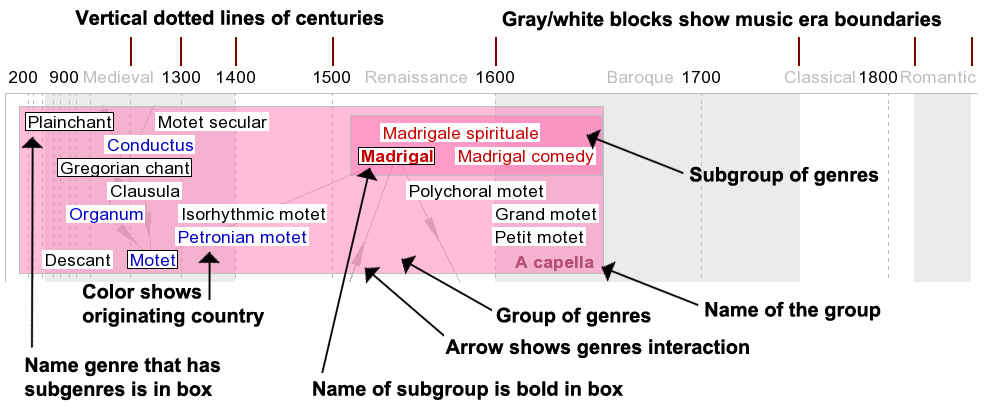 Vertical dotted lines of centuries
Gray/white blocks show music era boundaries
200 900 Medieval 1300 1400 1500 Renaissance 1600 Baroque 1700 Classical 1800 Romantic
Plainchant
Motet secular
Madrigale spirituale
Conductus
Madrigal
Madrigal comedy
Gregorian chant
Subgroup of genres
Clausula
Polychoral motet
Organum
Isorhythmic motet
Grand motet
Petronian motet
Petit motet
Descant
Motet
A capella
Color shows
originating country
Group of genres
Name of the group
Arrow shows genres interaction
Name genre that has
subgenres is in box
Name of subgroup is bold in box